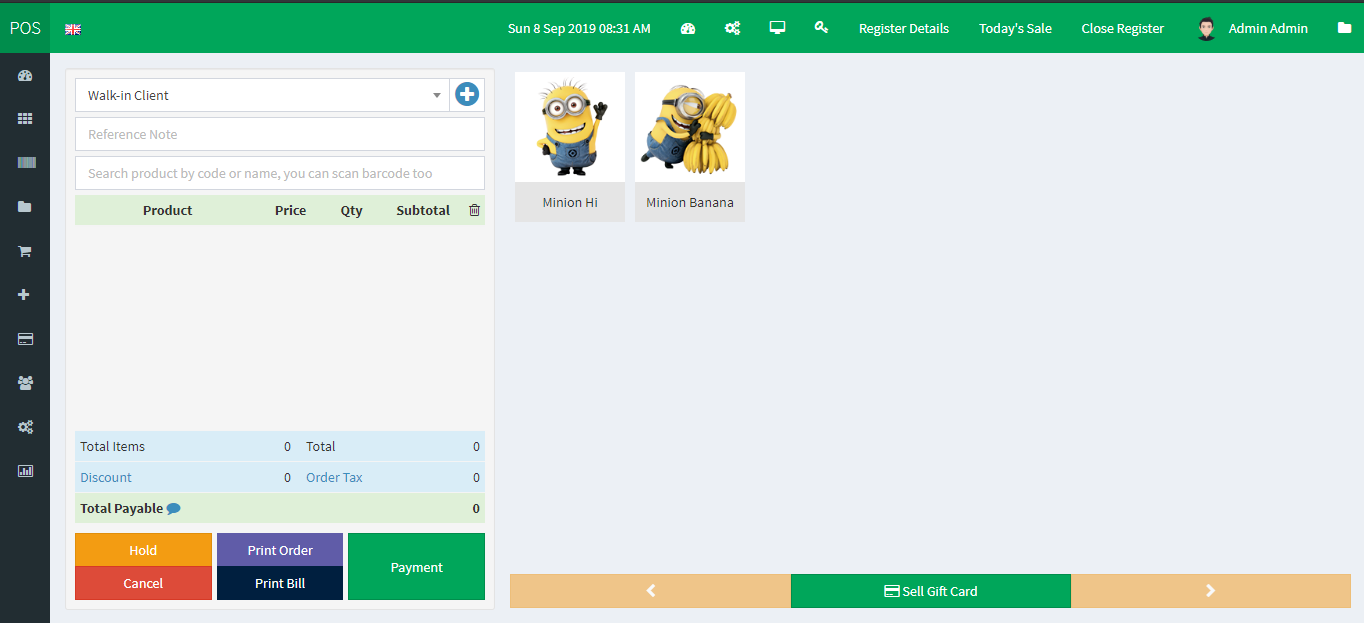 POS
Sun 8 Sep 2019 08:31 AM
Register Details
Today's Sale
Close Register
Admin Admin
Walk-in Client
Reference Note
Search product by code or name, you can scan barcode too
Product Price Qty Subtotal
Total Items 0 Total 0
Discount 0 Order Tax 0
Total Payable 0
Hold
Cancel
Print Order
Print Bill
Payment
Minion Hi
Minion Banana
Sell Gift Card